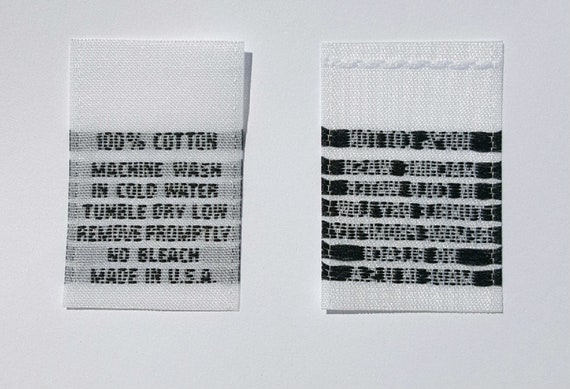 100% COTTON
MACHINE WASH
IN COLD WATER
TUMBLE DRY LOW
REMOVE PROMPTLY
NO BLEACH
MADE IN U.S.A.